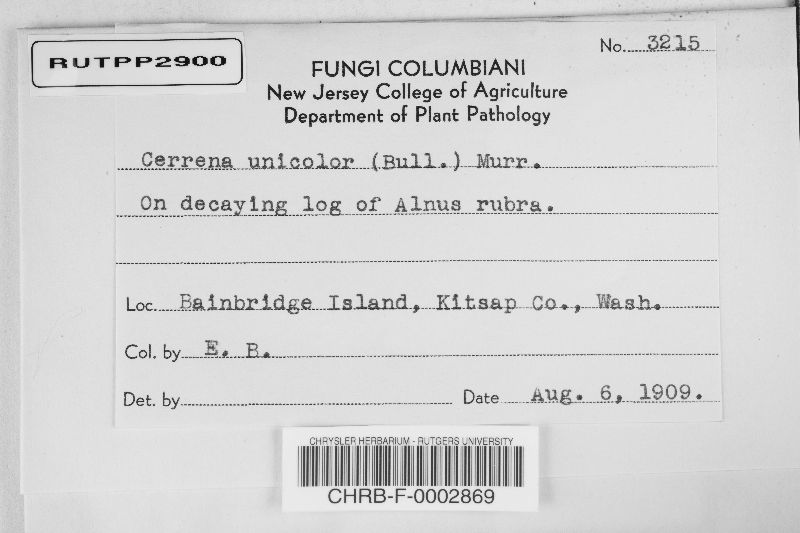 RUTPP2900
No. 3215
FUNGI COLUMBIANI
New Jersey College of Agriculture
Department of Plant Pathology
Cerrena unicolor (Bull.) Murr.
On decaying log of Alnus rubra.
Loc. Bainbridge Island, Kitsap Co., Wash.
Col. by E. B.
Det. by Date Aug. 6, 1909.
CHRYSLER HERBARIUM - RUTGERS UNIVERSITY
CHRB-F-0002869